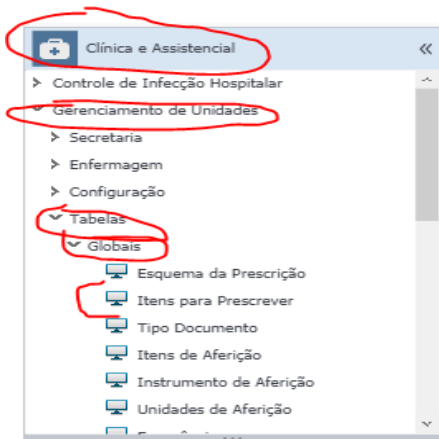 Clínica e Assistencial
Controle de Infecção Hospitalar
Gerenciamento de Unidades
Secretaria
Enfermagem
Configuração
Tabelas
Globais
Esquema da Prescrição
Itens para Prescrever
Tipo Documento
Itens de Aferição
Instrumento de Aferição
Unidades de Aferição